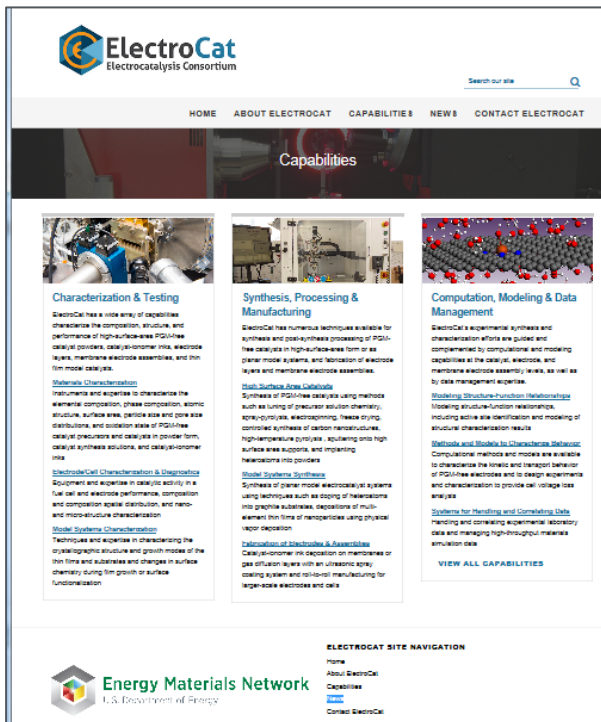 ElectroCat
Electrocatalysis Consortium
Search our site
HOME ABOUT ELECTROCAT CAPABILITIES NEWS CONTACT ELECTROCAT
Capabilities
Characterization & Testing
ElectroCat has a wide array of capabilities
characterize the composition, structure, and
performance of high-surface-area PGM-free
catalyst powders, catalyst-ionomer inks, electrode
layers, membrane electrode assemblies, and thin
film model catalysts.
Materials Characterization
Instruments and expertise to characterize the
elemental composition, phase composition, atomic
structure, surface area, particle size and pore size
distributions, and oxidation state of PGM-free
catalyst precursors and catalysts in powder form,
catalyst synthesis solutions, and catalyst-ionomer
inks
Electrode/Cell Characterization & Diagnostics
Equipment and expertise in catalytic activity in a
fuel cell and electrode performance, composition
and composition spatial distribution, and nano-
and micro-structure characterization
Model Systems Characterization
Techniques and expertise in characterizing the
crystallographic structure and growth modes of the
thin films and substrates and changes in surface
chemistry during film growth or surface
functionalization
Synthesis, Processing &
Manufacturing
ElectroCat has numerous techniques available for
synthesis and post-synthesis processing of PGM-
free catalysts in high-surface-area form or as
planar model systems, and fabrication of electrode
layers and membrane electrode assemblies.
High Surface Area Catalysts
Synthesis of PGM-free catalysts using methods
such as tuning of precursor solution chemistry,
spray-pyrolysis, electrospinning, freeze drying,
controlled synthesis of carbon nanostructures,
high-temperature pyrolysis , sputtering onto high
surface area supports, and implanting
heteroatoms into powders
Model Systems Synthesis
Synthesis of planar model electrocatalyst systems
using techniques such as doping of heteroatoms
into graphite substrates, depositions of multi-
element thin films of nanoparticles using physical
vapor deposition
Fabrication of Electrodes & Assemblies
Catalyst-ionomer ink deposition on membranes or
gas diffusion layers with an ultrasonic spray
coating system and roll-to-roll manufacturing for
larger-scale electrodes and cells
Computation, Modeling & Data
Management
ElectroCat's experimental synthesis and
characterization efforts are guided and
complemented by computational and modeling
capabilities at the catalyst, electrode, and
membrane electrode assembly levels, as well as
by data management expertise.
Modeling Structure-Function Relationships
Modeling structure-function relationships,
including active site identification and modeling of
structural characterization results
Methods and Models to Characterize Behavior
Computational methods and models are available
to characterize the kinetic and transport behavior
of PGM-free electrodes and to design experiments
and characterization to provide cell voltage loss
analysis
Systems for Handling and Correlating Data
Handling and correlating experimental laboratory
data and managing high-throughput materials
simulation data
VIEW ALL CAPABILITIES
Energy Materials Network
U.S. Department of Energy
ELECTROCAT SITE NAVIGATION
Home
About ElectroCat
Capabilities
News
Contact ElectroCat